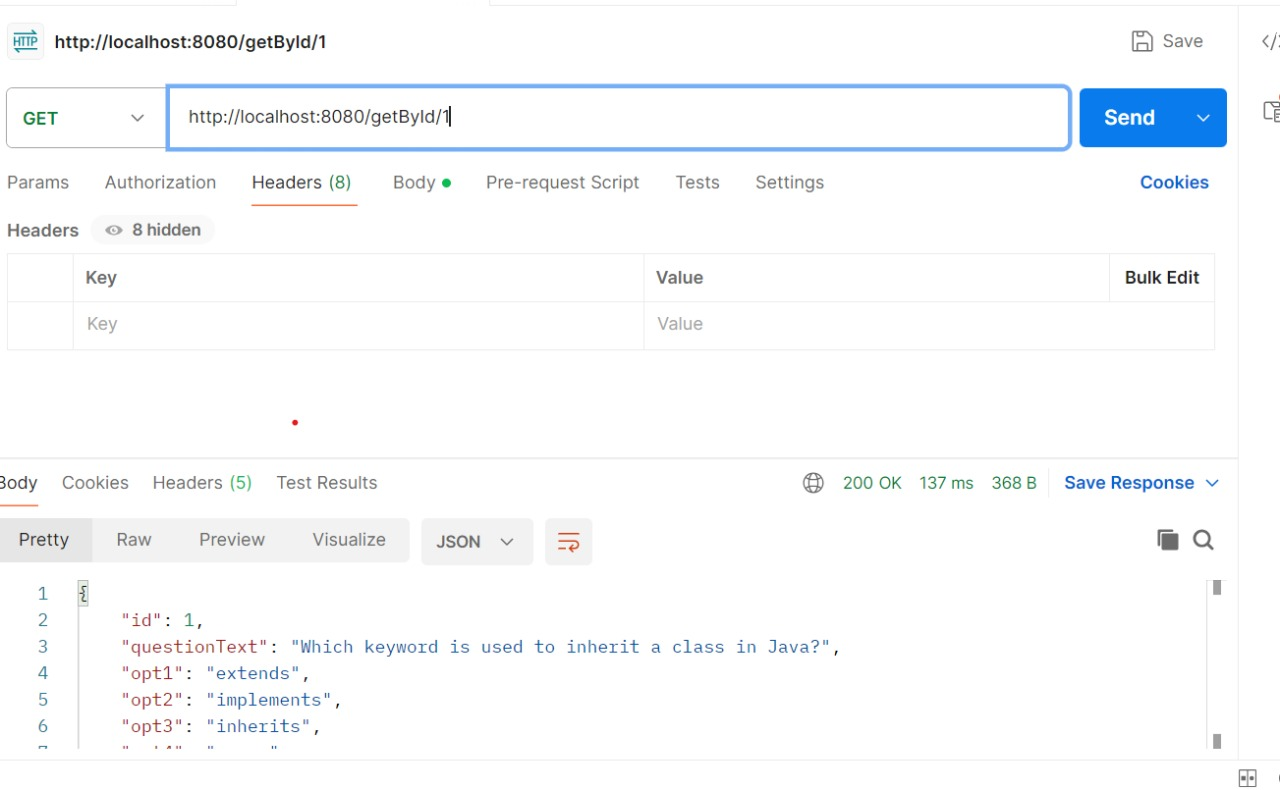 HTTP http://localhost:8080/getById/1 Save
GET http://localhost:8080/getById/1 Send
Params Authorization Headers (8) Body Pre-request Script Tests Settings Cookies
Headers 8 hidden
Key Value Bulk Edit
Key Value
Body Cookies Headers (5) Test Results 200 OK 137 ms 368 B Save Response
Pretty Raw Preview Visualize JSON
1 {
2 "id": 1,
3 "questionText": "Which keyword is used to inherit a class in Java?",
4 "opt1": "extends",
5 "opt2": "implements",
6 "opt3": "inherits",